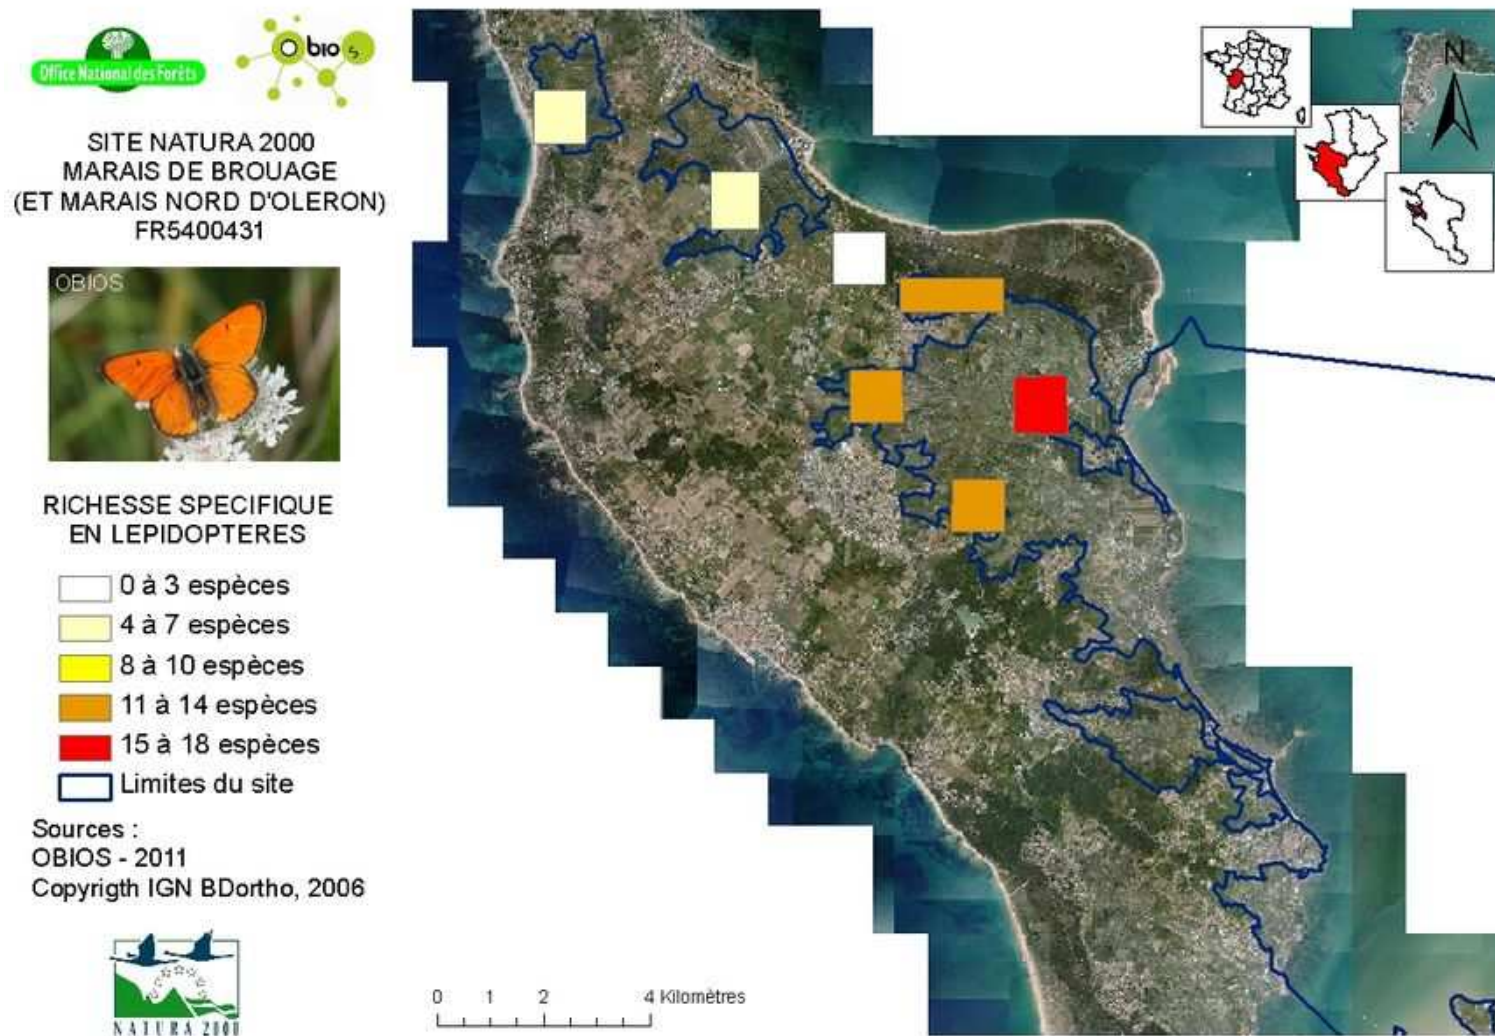 Office National des Forêts
Obios
SITE NATURA 2000
MARAIS DE BROUAGE
(ET MARAIS NORD D'OLERON)
FR5400431
OBIOS
RICHESSE SPECIFIQUE
EN LEPIDOPTERES
0 à 3 espèces
4 à 7 espèces
8 à 10 espèces
11 à 14 espèces
15 à 18 espèces
Limites du site
Sources :
OBIOS - 2011
Copyrigth IGN BDortho, 2006
NATURA 2000
0 1 2 4 Kilomètres
N